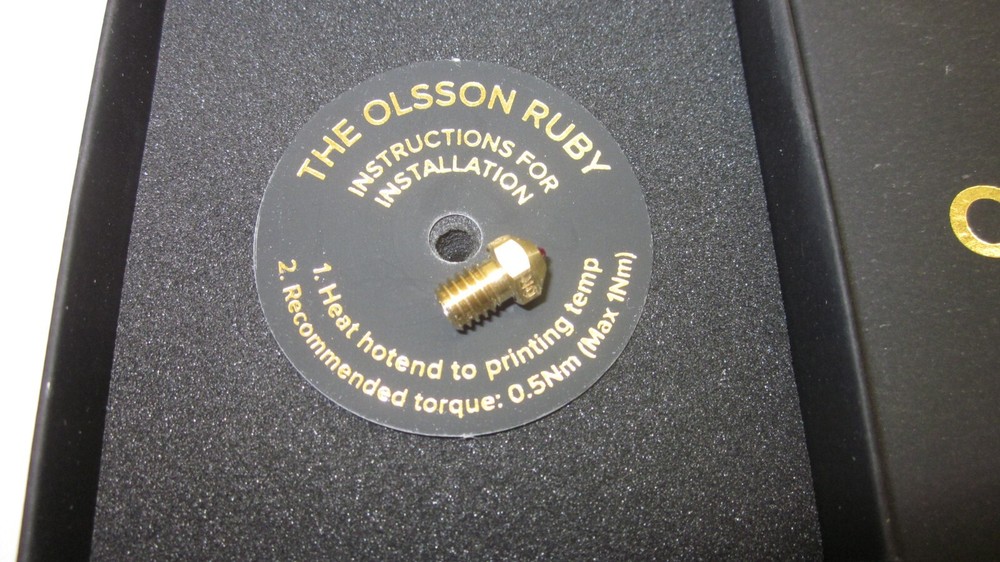 THE OLSSON RUBY
INSTRUCTIONS FOR
INSTALLATION
1. Heat hotend to printing temp
2. Recommended torque: 0.5Nm (Max 1Nm)